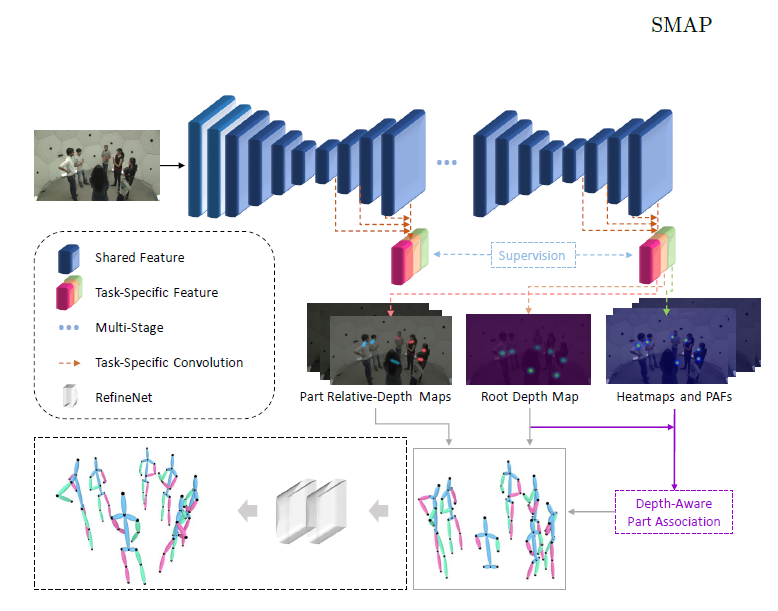 SMAP
Supervision
Shared Feature
Task-Specific Feature
Multi-Stage
Task-Specific Convolution
RefineNet
Part Relative-Depth Maps
Root Depth Map
Heatmaps and PAFs
Depth-Aware
Part Association